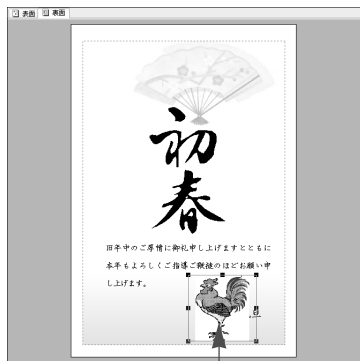 表面 裏面
初春
旧年中のご厚情に御礼申し上げますとともに
本年もよろしくご指導ご鞭撻のほどお願い申
し上げます。